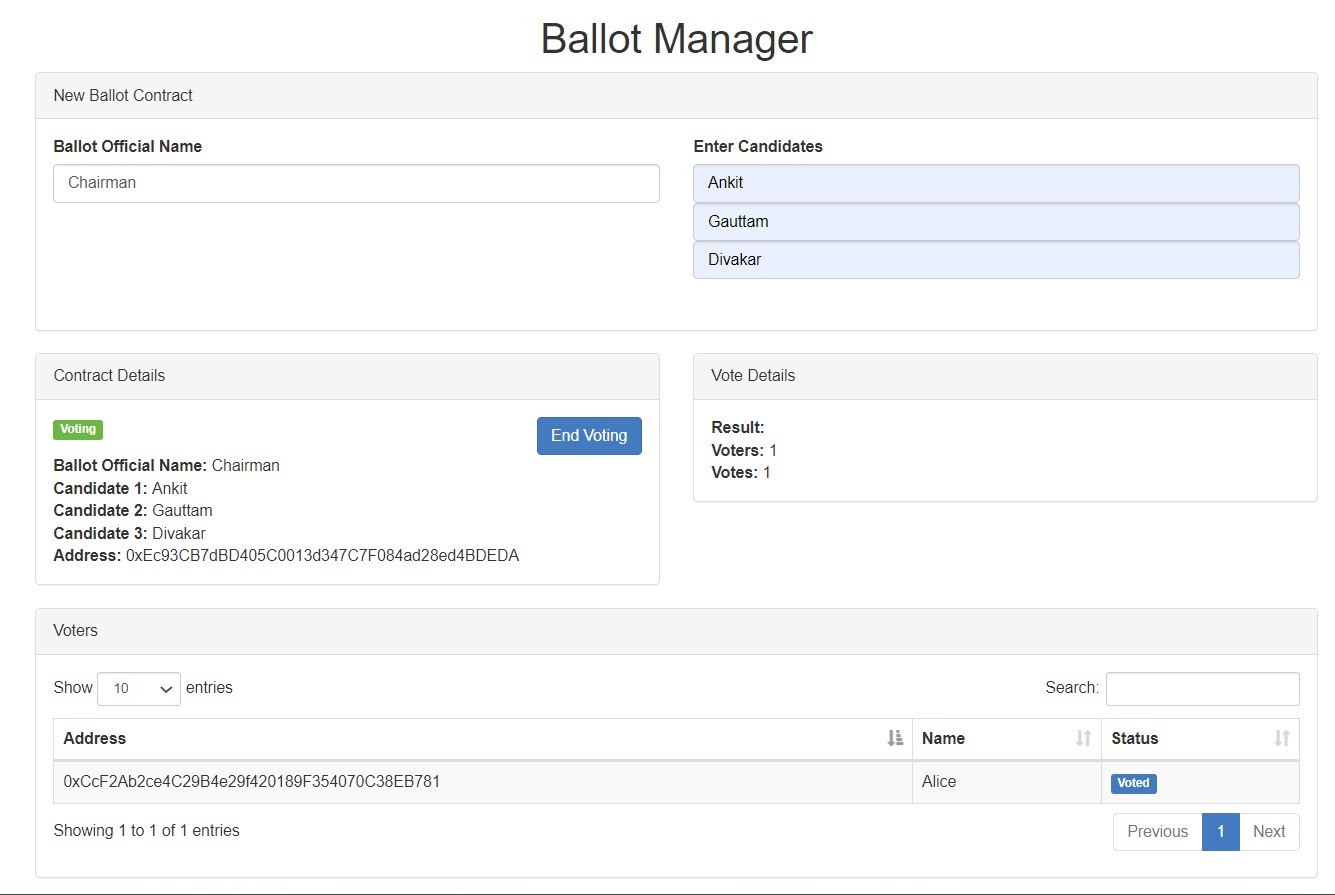 Ballot Manager
New Ballot Contract
Ballot Official Name
Chairman
Enter Candidates
Ankit
Gauttam
Divakar
Contract Details
Voting
End Voting
Ballot Official Name: Chairman
Candidate 1: Ankit
Candidate 2: Gauttam
Candidate 3: Divakar
Address: 0xEc93CB7dBD405C0013d347C7F084ad28ed4BDEDA
Vote Details
Result:
Voters: 1
Votes: 1
Voters
Show 10 entries
Search:
Address Name Status
0xCcF2Ab2ce4C29B4e29f420189F354070C38EB781 Alice Voted
Showing 1 to 1 of 1 entries
Previous 1 Next